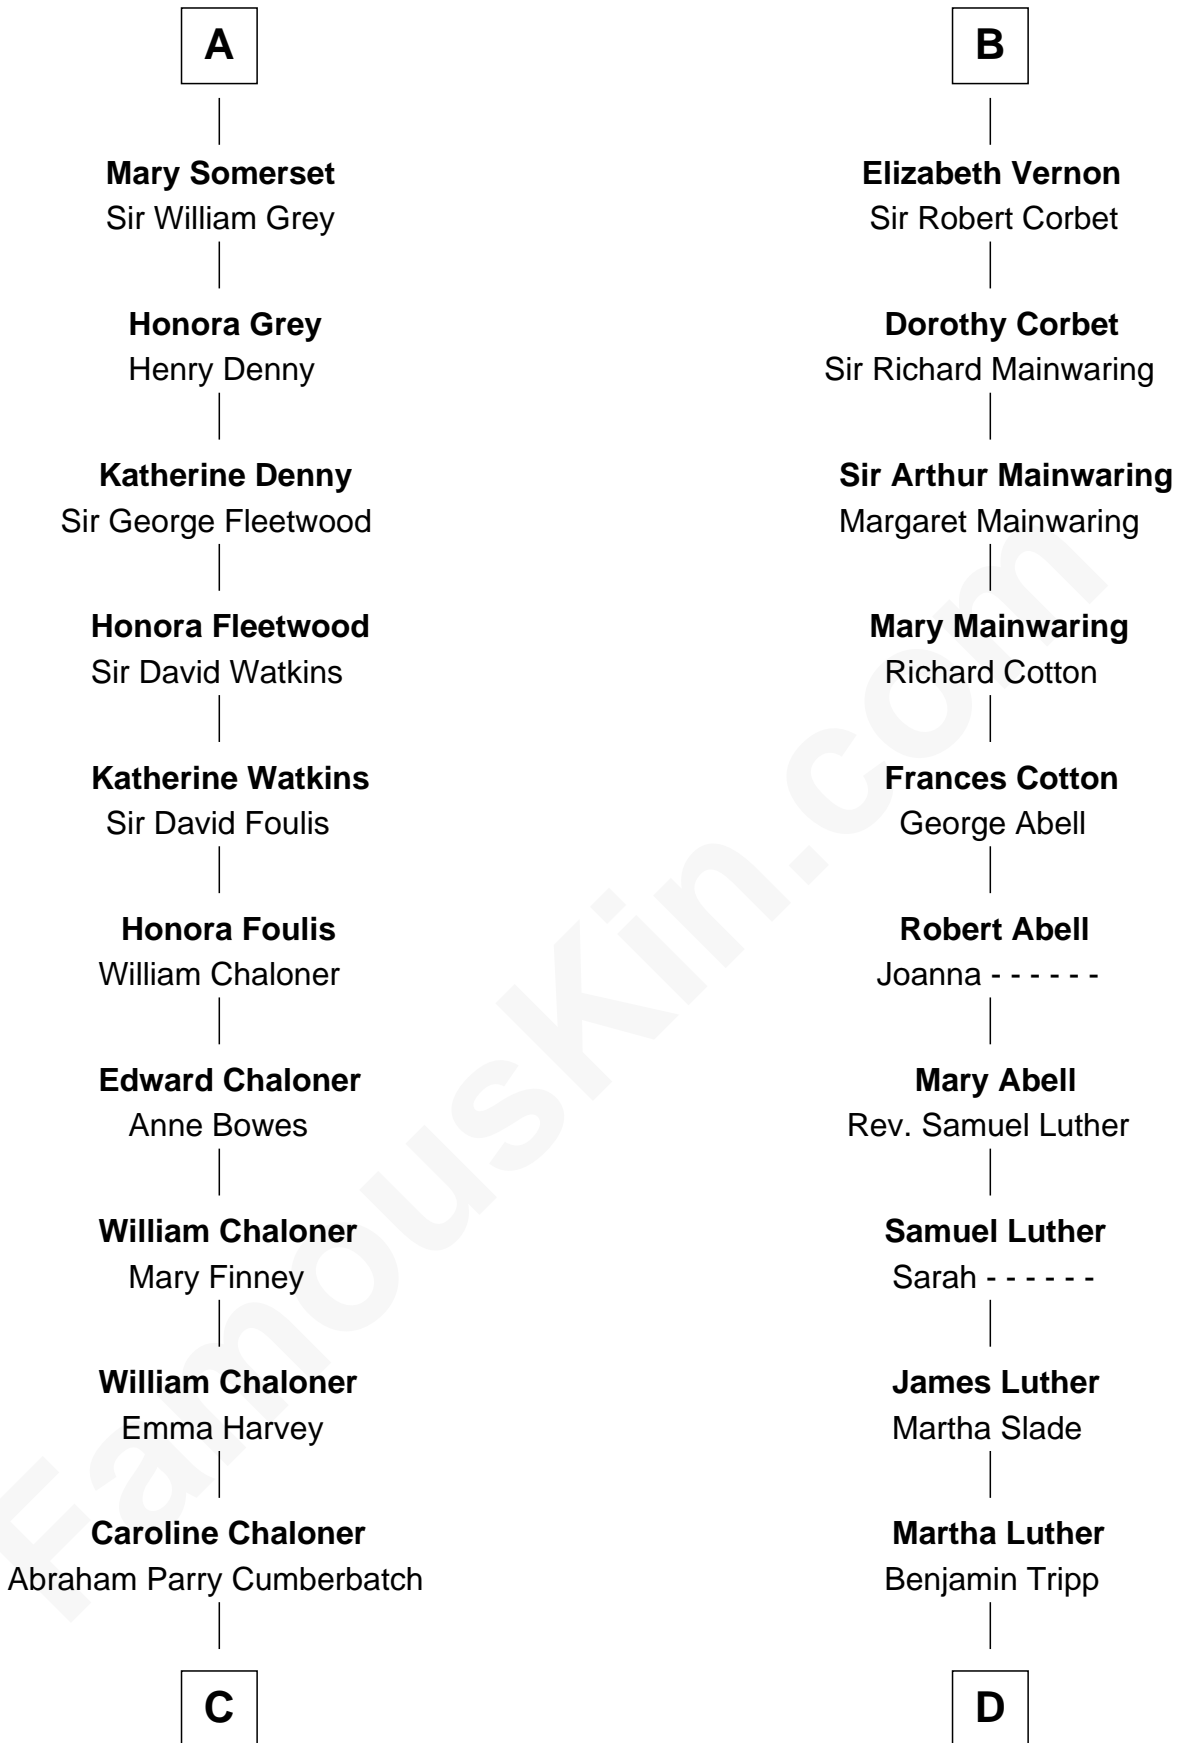 A
Mary Somerset
Sir William Grey
Honora Grey
Henry Denny
Katherine Denny
Sir George Fleetwood
Honora Fleetwood
Sir David Watkins
Katherine Watkins
Sir David Foulis
Honora Foulis
William Chaloner
Edward Chaloner
Anne Bowes
William Chaloner
Mary Finney
William Chaloner
Emma Harvey
Caroline Chaloner
Abraham Parry Cumberbatch
C
B
Elizabeth Vernon
Sir Robert Corbet
Dorothy Corbet
Sir Richard Mainwaring
Sir Arthur Mainwaring
Margaret Mainwaring
Mary Mainwaring
Richard Cotton
Frances Cotton
George Abell
Robert Abell
Joanna - - - - - -
Mary Abell
Rev. Samuel Luther
Samuel Luther
Sarah - - - - - -
James Luther
Martha Slade
Martha Luther
Benjamin Tripp
D
FamousKin.com